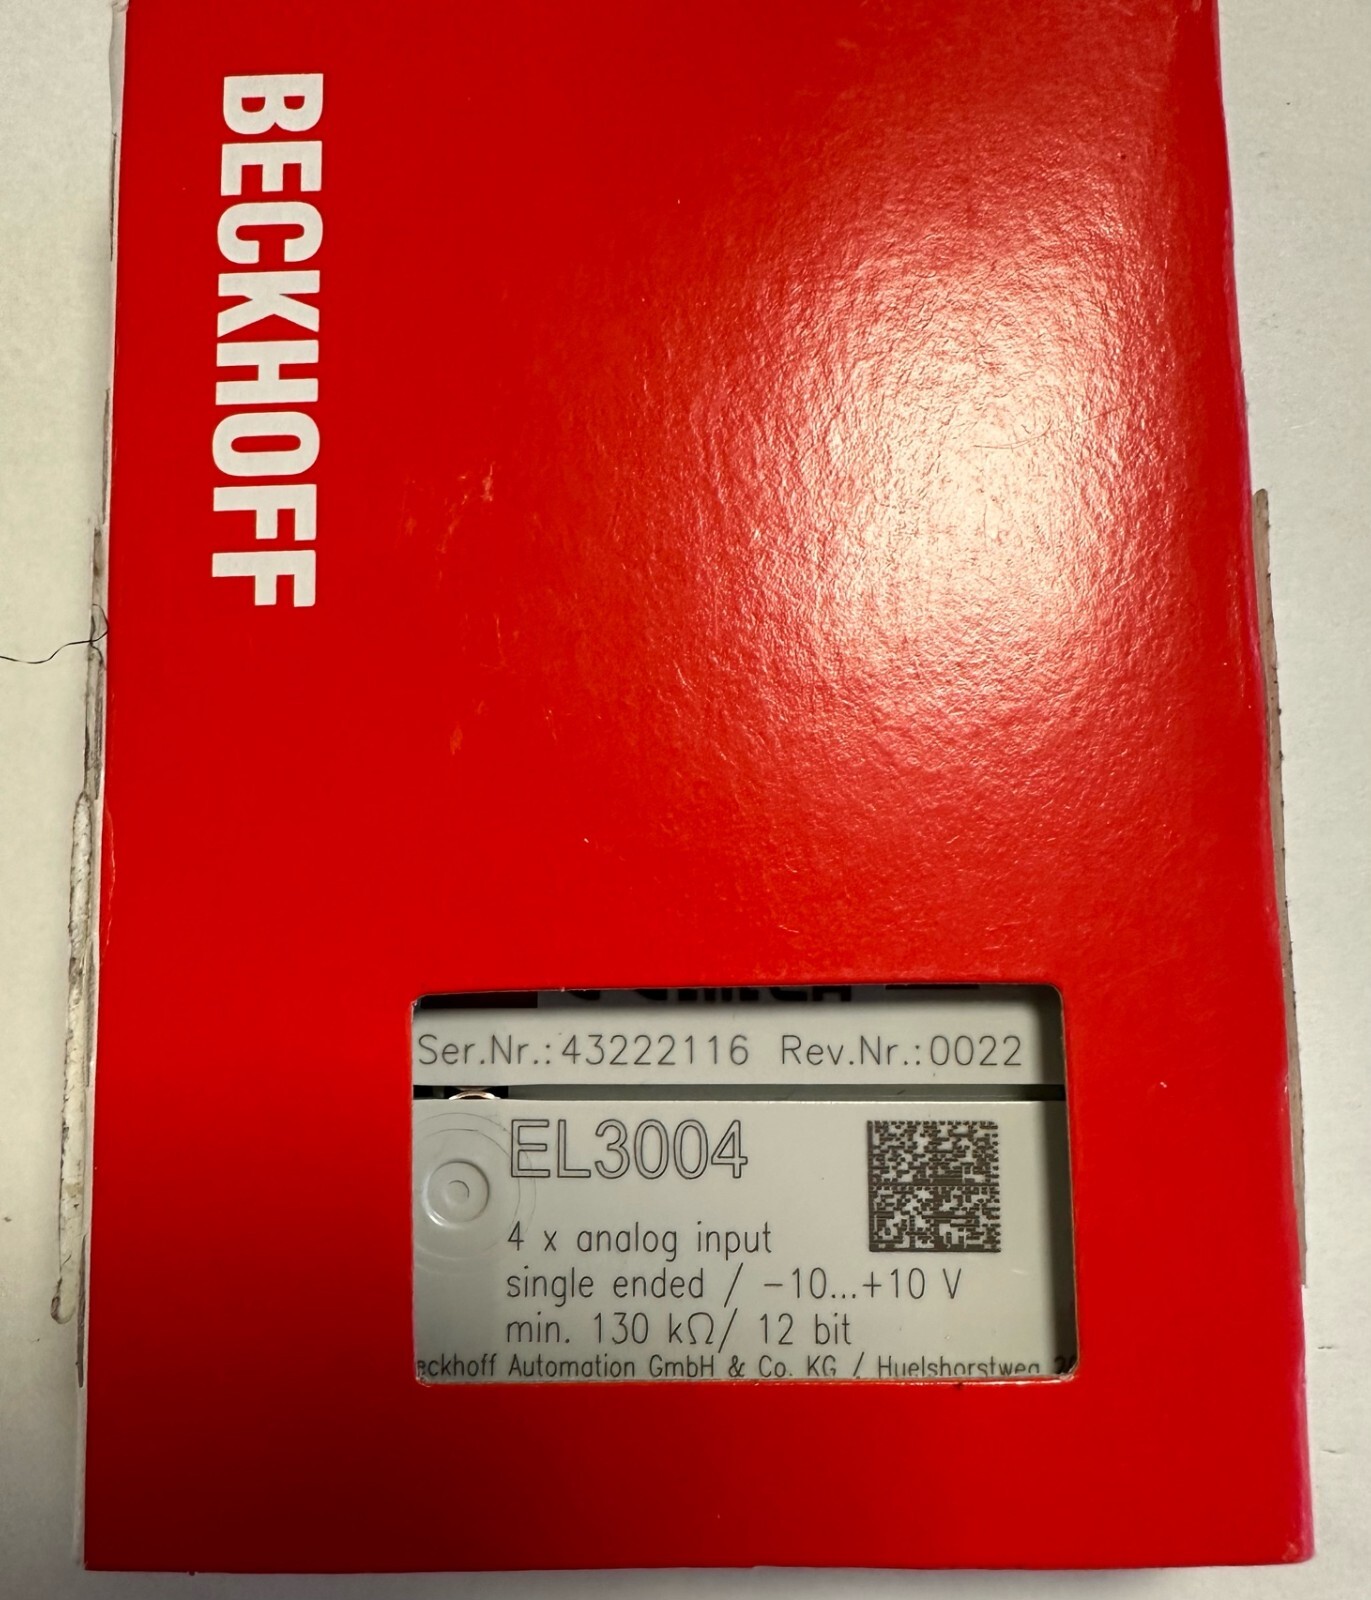 BECKHOFF
Ser.Nr.:43222116 Rev.Nr.:0022
EL3004
4 x analog input
single ended / -10...+10 V
min. 130 kΩ/ 12 bit
eckhoff Automation GmbH & Co. KG / Huelshorstweg